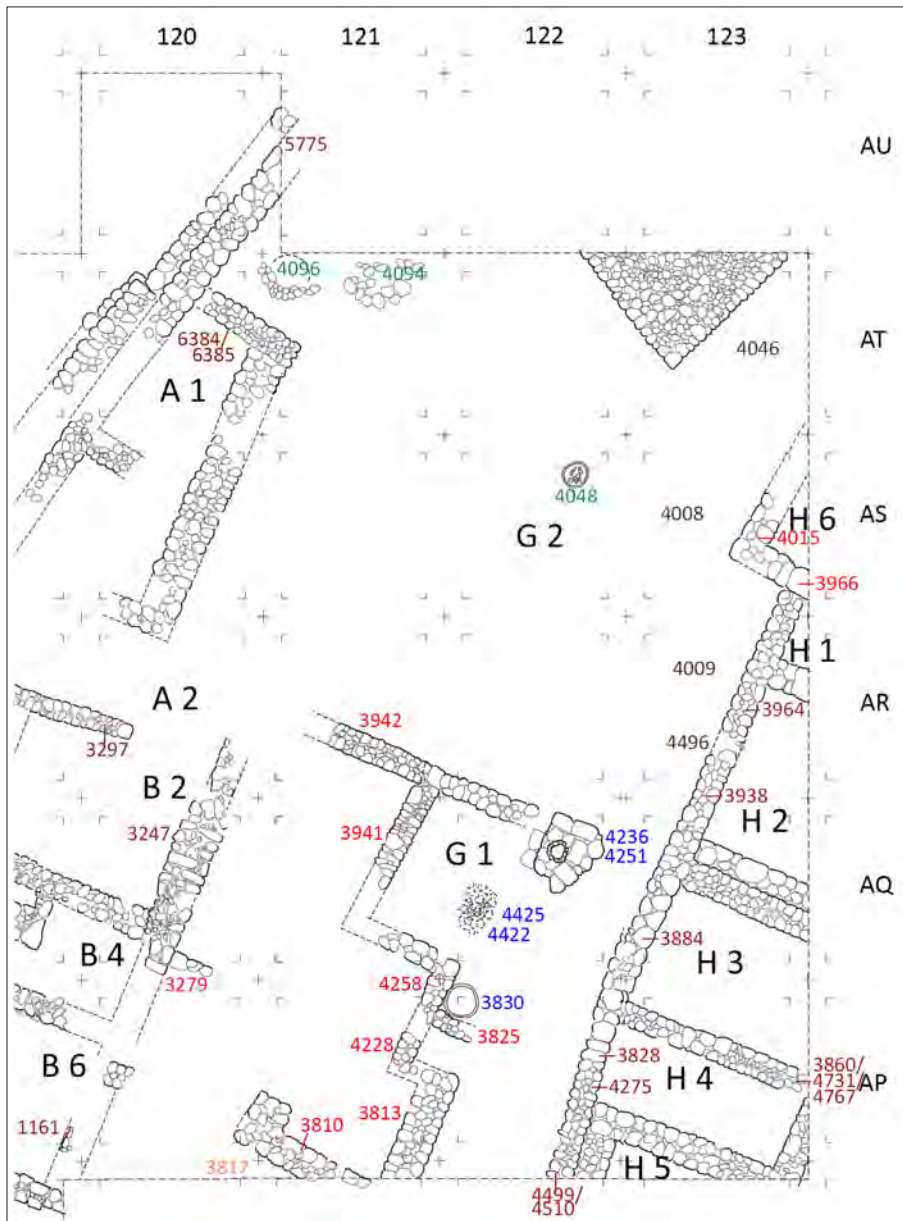 120 121 122 123
5775
AU
4096 4094
6384/
6385
4046
AT
A 1
4048
G 2
4008
H 6
AS
4015
3966
H 1
4009
A 2
3942
3964
AR
3297
4496
B 2
3938
3247
3941
4236
4251
H 2
G 1
AQ
4425
4422
3884
B 4
H 3
3279
4258
3830
3825
4228
B 6
3828
H 4
3860/
4731/
4767
AP
4275
3813
1161
3810
3817
H 5
4499/
4510